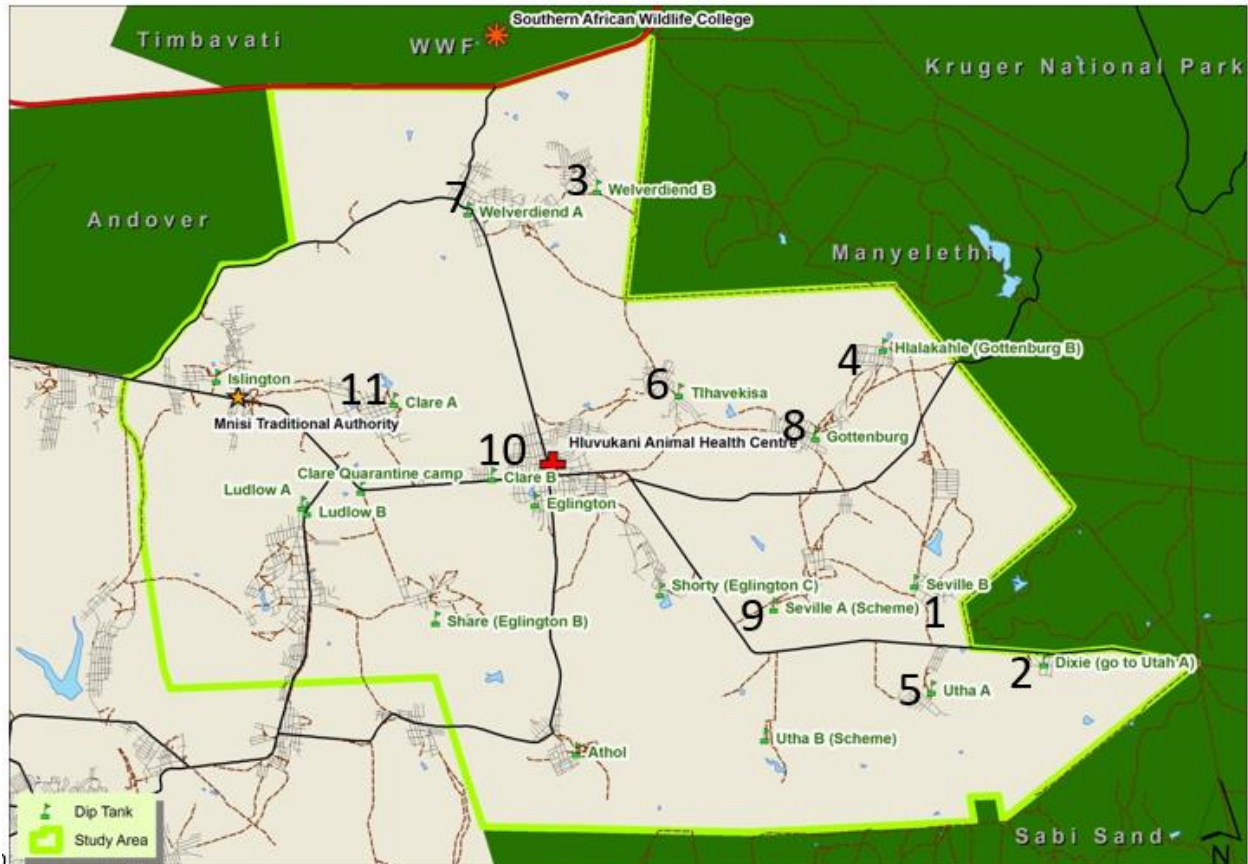 Southern African Wildlife College
Timbavati
WWF
Kruger National Park
3
Welverdiend B
7
Welverdiend A
Andover
Manyelethi
Hlalakahle (Gottenburg B)
4
Islington
11
Clare A
6
Tlhavekisa
Mnisi Traditional Authority
8
Gottenburg
10
Hluvukani Animal Health Centre
Clare Quarantine camp
Clare B
Ludlow A
Ludlow B
Eglington
Shorty (Eglington C)
Seville B
9
Seville A (Scheme)
1
Share (Eglington B)
2
Dixie (go to Utah A)
5
Utha A
Utha B (Scheme)
Athol
Dip Tank
Study Area
Sabi Sand
N